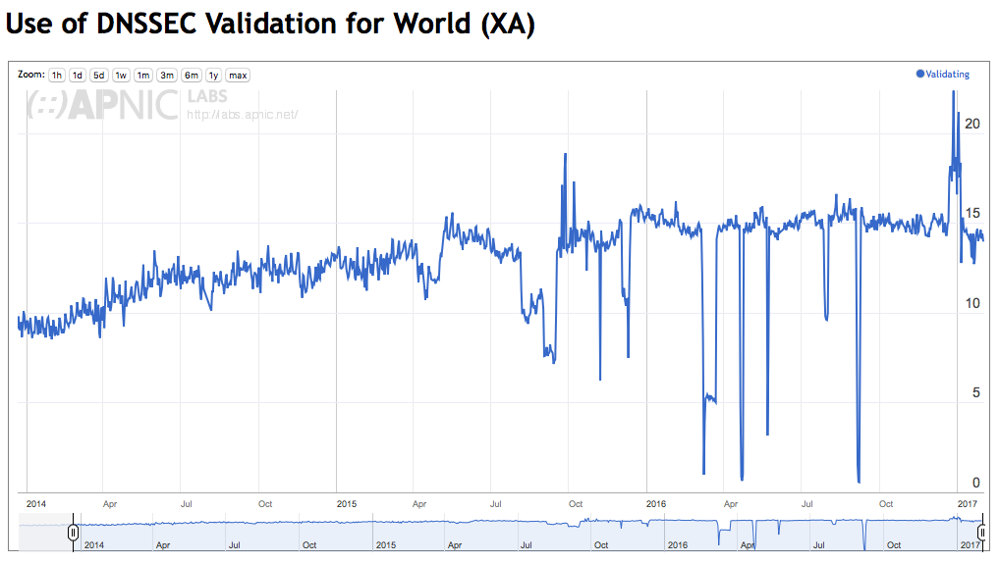 Use of DNSSEC Validation for World (XA)
Zoom: 1h 1d 5d 1w 1m 3m 6m 1y max
Validating
(::) APNIC LABS
http://labs.apnic.net/
20
15
10
5
0
2014 Apr Jul Oct 2015 Apr Jul Oct 2016 Apr Jul Oct 2017
2014 Apr Jul Oct 2015 Apr Jul Oct 2016 Apr Jul Oct 2017